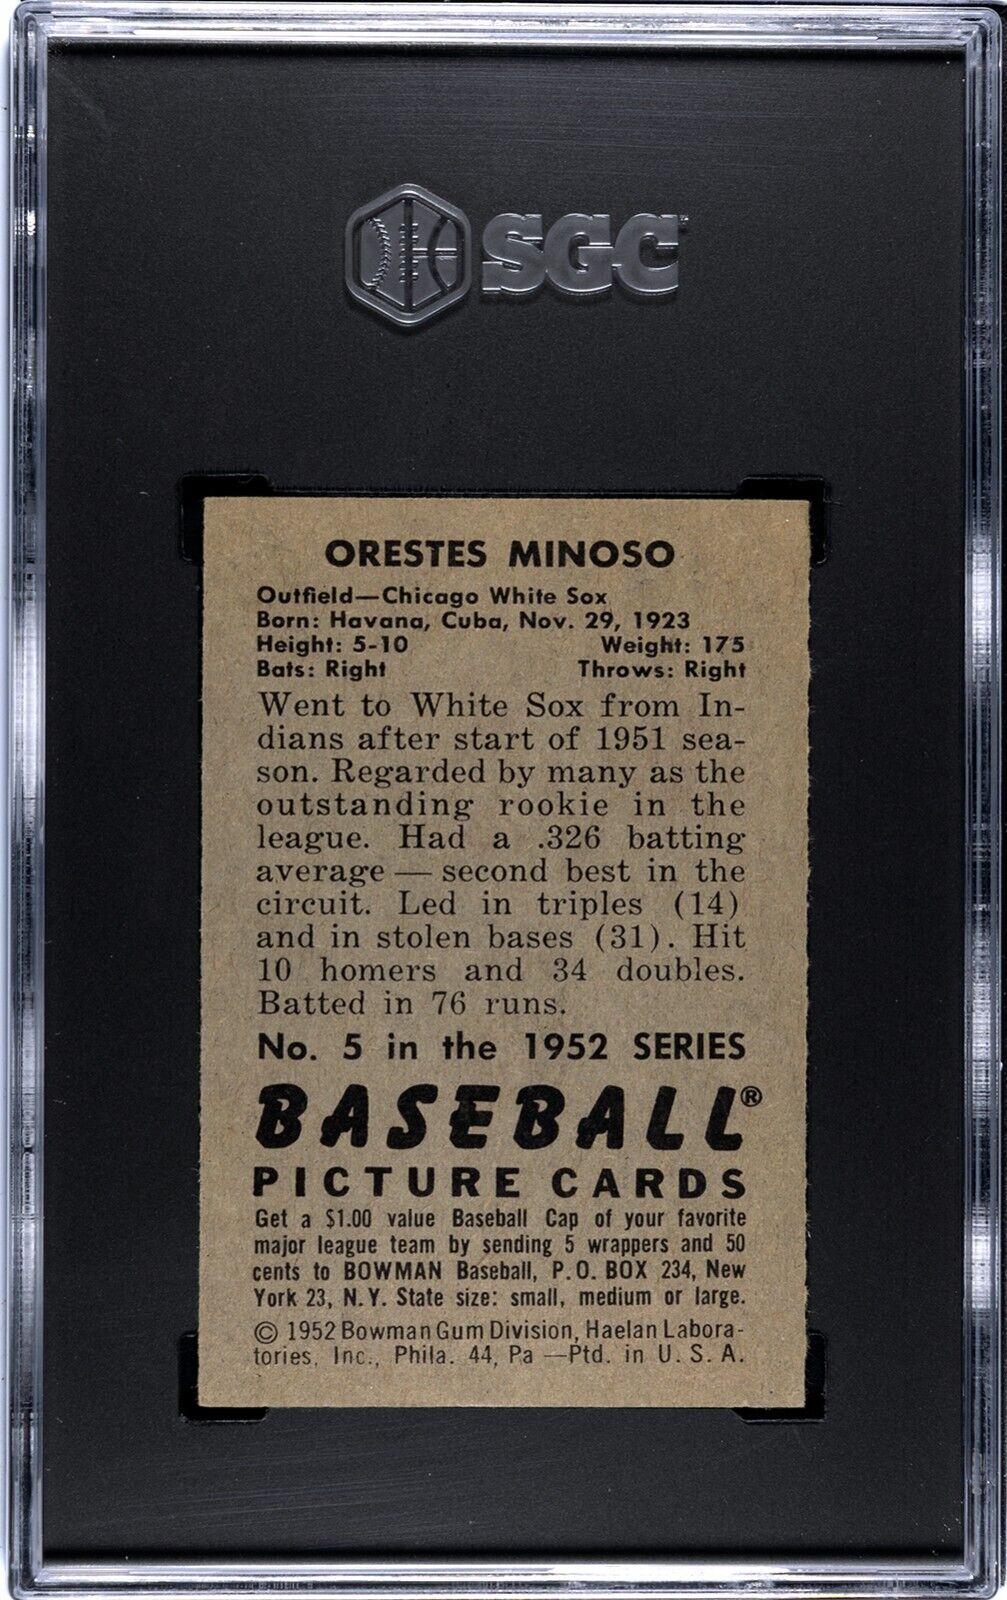 SGC™
ORESTES MINOSO
Outfield—Chicago White Sox
Born: Havana, Cuba, Nov. 29, 1923
Height: 5-10 Weight: 175
Bats: Right Throws: Right
Went to White Sox from In-
dians after start of 1951 sea-
son. Regarded by many as the
outstanding rookie in the
league. Had a .326 batting
average — second best in the
circuit. Led in triples (14)
and in stolen bases (31). Hit
10 homers and 34 doubles.
Batted in 76 runs.
No. 5 in the 1952 SERIES
BASEBALL®
PICTURE CARDS
Get a $1.00 value Baseball Cap of your favorite
major league team by sending 5 wrappers and 50
cents to BOWMAN Baseball, P.O. BOX 234, New
York 23, N.Y. State size: small, medium or large.
© 1952 Bowman Gum Division, Haelan Labora-
tories, Inc., Phila. 44, Pa —Ptd. in U. S. A.